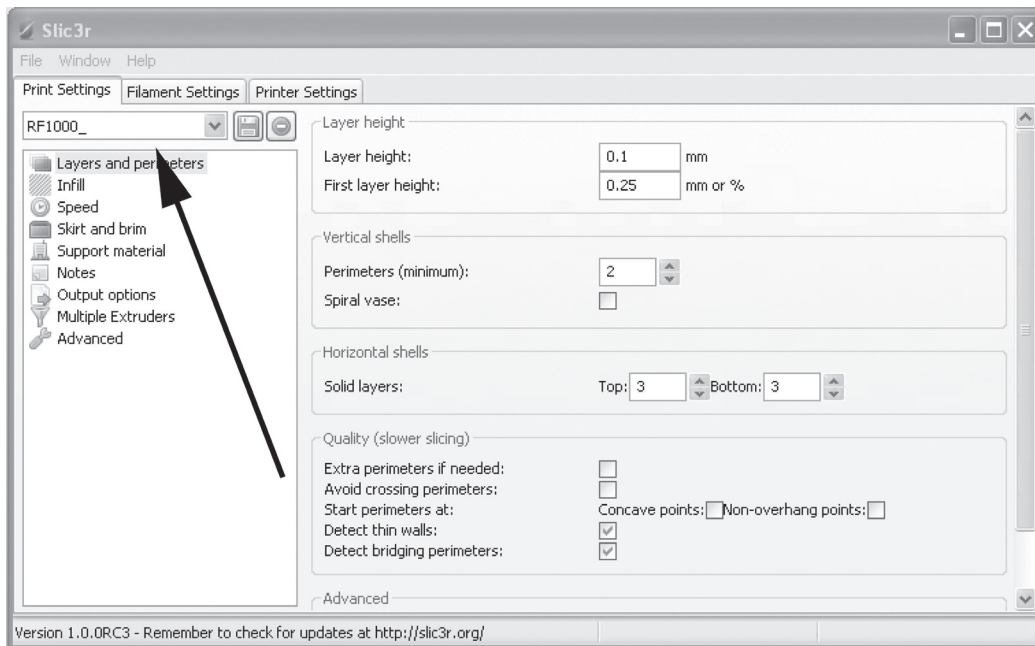 Slic3r
File Window Help
Print Settings Filament Settings Printer Settings
RF1000_
Layers and perimeters
Infill
Speed
Skirt and brim
Support material
Notes
Output options
Multiple Extruders
Advanced
Layer height
Layer height: 0.1 mm
First layer height: 0.25 mm or %
Vertical shells
Perimeters (minimum): 2
Spiral vase:
Horizontal shells
Solid layers: Top: 3 Bottom: 3
Quality (slower slicing)
Extra perimeters if needed:
Avoid crossing perimeters:
Start perimeters at: Concave points: Non-overhang points:
Detect thin walls:
Detect bridging perimeters:
Advanced
Version 1.0.0RC3 - Remember to check for updates at http://slic3r.org/